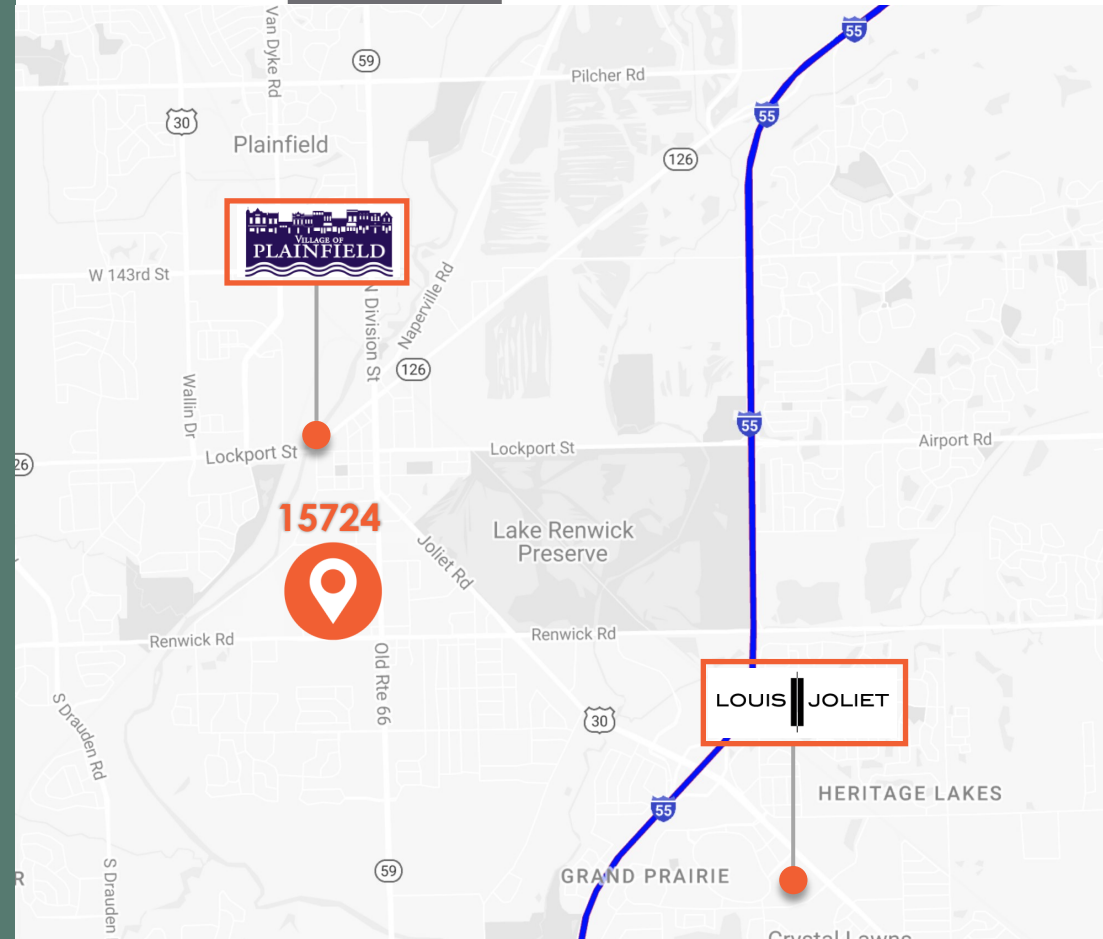 55
Van Dyke Rd
59
Pilcher Rd
55
30
Plainfield
126
VILLAGE OF
PLAINFIELD
W 143rd St
N Division St
Naperville Rd
126
Wallin Dr
55
Lockport St
Lockport St
Airport Rd
26
15724
Lake Renwick
Preserve
Joliet Rd
Renwick Rd
Renwick Rd
Old Rte 66
LOUIS JOLIET
S Drauden Rd
30
HERITAGE LAKES
55
59
GRAND PRAIRIE
R
S Drauden
Crystal Lawns